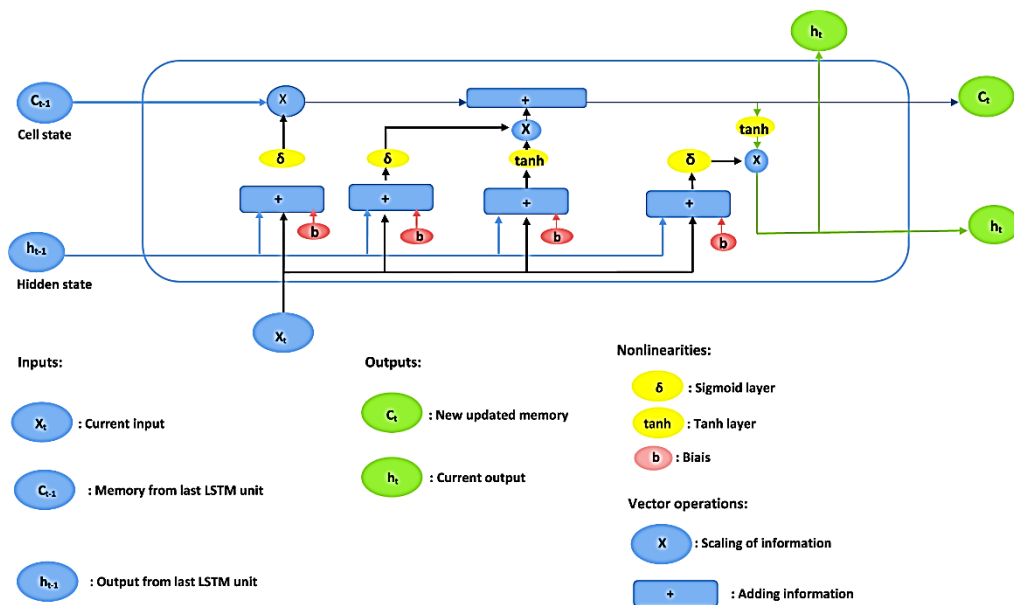 hₜ
Cₜ₋₁
X
+
Cₜ
Cell state
X
tanh
δ
δ
tanh
δ
X
+
+
+
+
b
b
b
b
hₜ₋₁
hₜ
Hidden state
Xₜ
Inputs:
Xₜ : Current input
Cₜ₋₁ : Memory from last LSTM unit
hₜ₋₁ : Output from last LSTM unit
Outputs:
Cₜ : New updated memory
hₜ : Current output
Nonlinearities:
δ : Sigmoid layer
tanh : Tanh layer
b : Biais
Vector operations:
X : Scaling of information
+ : Adding information